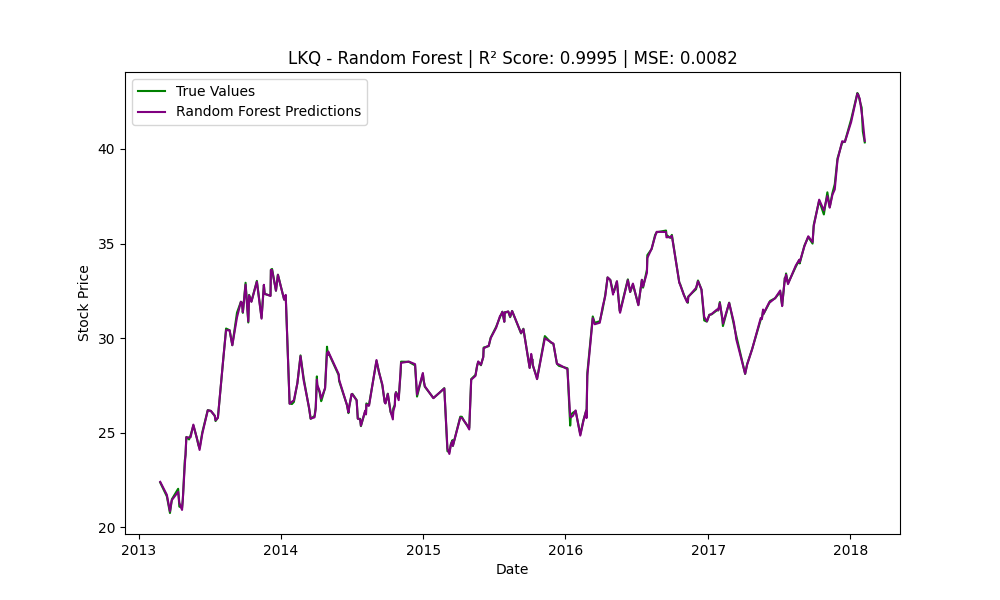 LKQ - Random Forest | R² Score: 0.9995 | MSE: 0.0082
True Values
Random Forest Predictions
Stock Price
40
35
30
25
20
2013 2014 2015 2016 2017 2018
Date